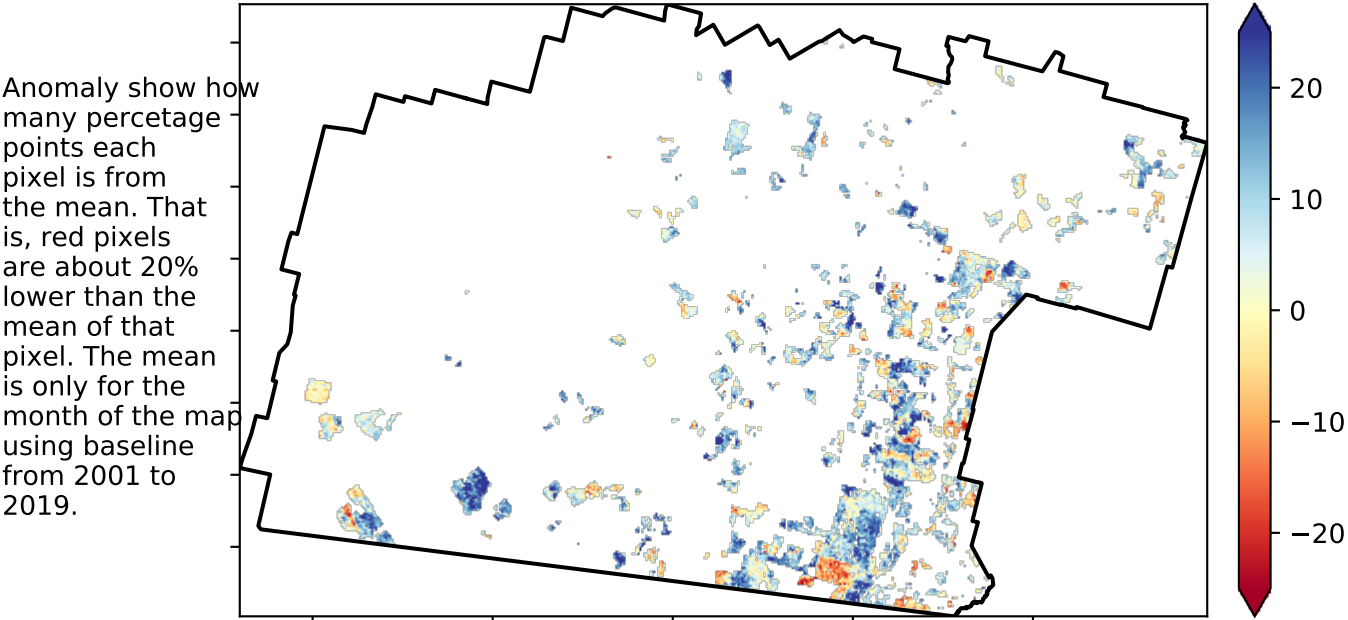 Anomaly show how
many percetage
points each
pixel is from
the mean. That
is, red pixels
are about 20%
lower than the
mean of that
pixel. The mean
is only for the
month of the map
using baseline
from 2001 to
2019.
20
10
0
−10
−20